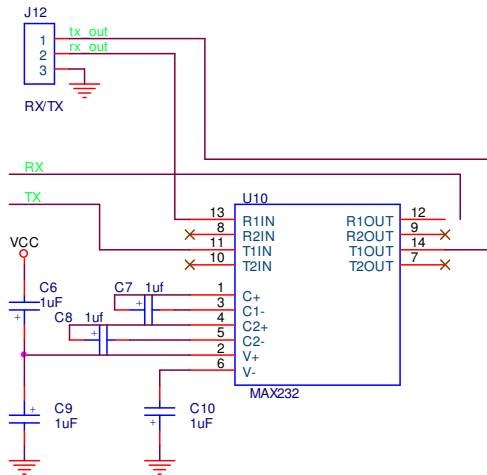 J12
1 tx_out
2 rx_out
3
RX/TX
RX
TX
U10
13 R1IN R1OUT 12
8 R2IN R2OUT 9
11 T1IN T1OUT 14
10 T2IN T2OUT 7
VCC
C6
1uF
C7 1uf
C8 1uf
1 C+
3 C1-
4 C2+
5 C2-
2 V+
6 V-
MAX232
C9
1uF
C10
1uF
+
+
+
+
+